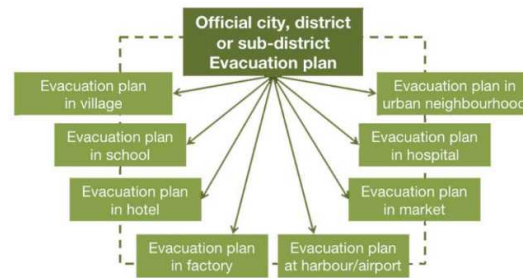 Official city, district
or sub-district
Evacuation plan
Evacuation plan
in village
Evacuation plan in
urban neighbourhood
Evacuation plan
in school
Evacuation plan
in hospital
Evacuation plan
in hotel
Evacuation plan
in market
Evacuation plan
in factory
Evacuation plan
at harbour/airport